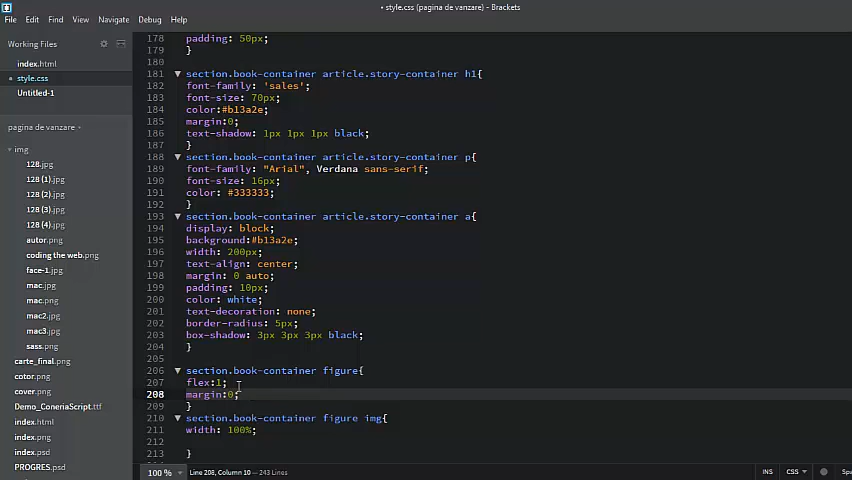 • style.css (pagina de vanzare) - Brackets
File Edit Find View Navigate Debug Help
Working Files
index.html
• style.css
Untitled-1
pagina de vanzare
img
128.jpg
128 (1).jpg
128 (2).jpg
128 (3).jpg
128 (4).jpg
autor.png
coding the web.png
face-1.jpg
mac.jpg
mac.png
mac2.jpg
mac3.jpg
sass.png
carte_final.png
cotor.png
cover.png
Demo_ConeriaScript.ttf
index.html
index.png
index.psd
PROGRES.psd
178 padding: 50px;
179 }
180
181 section.book-container article.story-container h1{
182 font-family: 'sales';
183 font-size: 70px;
184 color:#b13a2e;
185 margin:0;
186 text-shadow: 1px 1px 1px black;
187 }
188 section.book-container article.story-container p{
189 font-family: "Arial", Verdana sans-serif;
190 font-size: 16px;
191 color: #333333;
192 }
193 section.book-container article.story-container a{
194 display: block;
195 background:#b13a2e;
196 width: 200px;
197 text-align: center;
198 margin: 0 auto;
199 padding: 10px;
200 color: white;
201 text-decoration: none;
202 border-radius: 5px;
203 box-shadow: 3px 3px 3px black;
204 }
205
206 section.book-container figure{
207 flex:1;
208 margin:0;
209 }
210 section.book-container figure img{
211 width: 100%;
212
213 }
100 % Line 208, Column 10 — 243 Lines INS CSS Spa